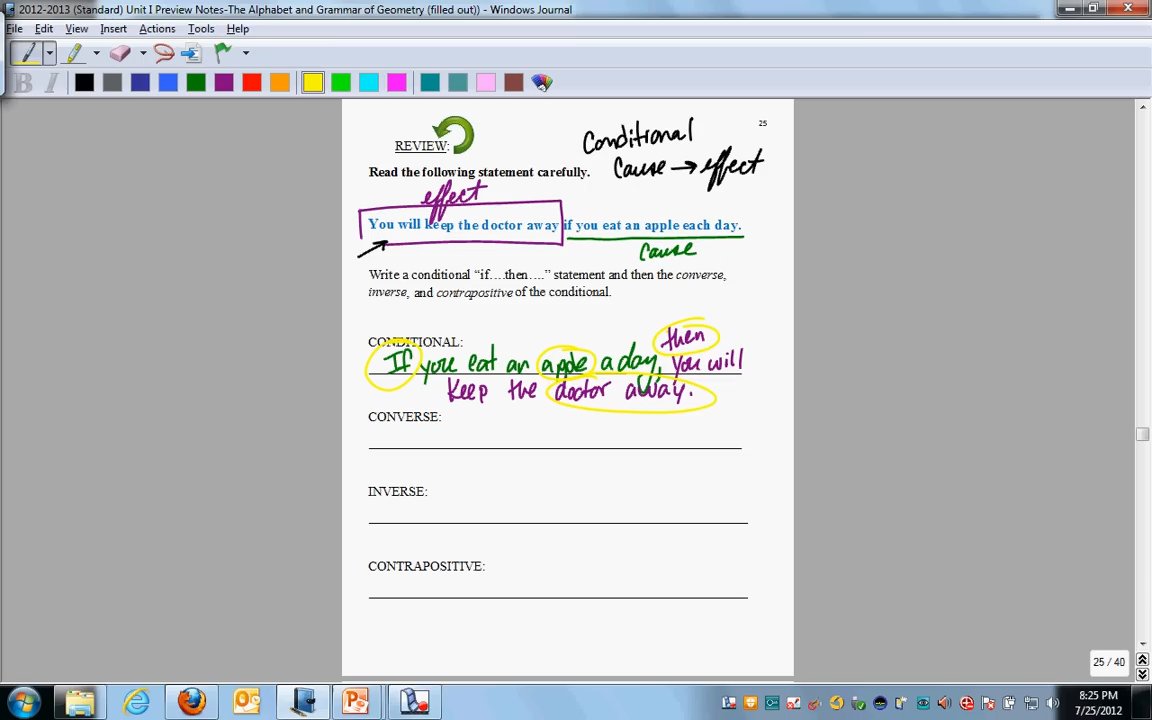 2012-2013 (Standard) Unit I Preview Notes-The Alphabet and Grammar of Geometry (filled out)) - Windows Journal
File Edit View Insert Actions Tools Help
B I
25
Conditional
REVIEW:
Cause → effect
Read the following statement carefully.
effect
You will keep the doctor away if you eat an apple each day.
Cause
Write a conditional “if….then….” statement and then the converse,
inverse, and contrapositive of the conditional.
CONDITIONAL:
then
If you eat an apple a day, you will
keep the doctor away.
CONVERSE:
INVERSE:
CONTRAPOSITIVE:
25 / 40
8:25 PM
7/25/2012